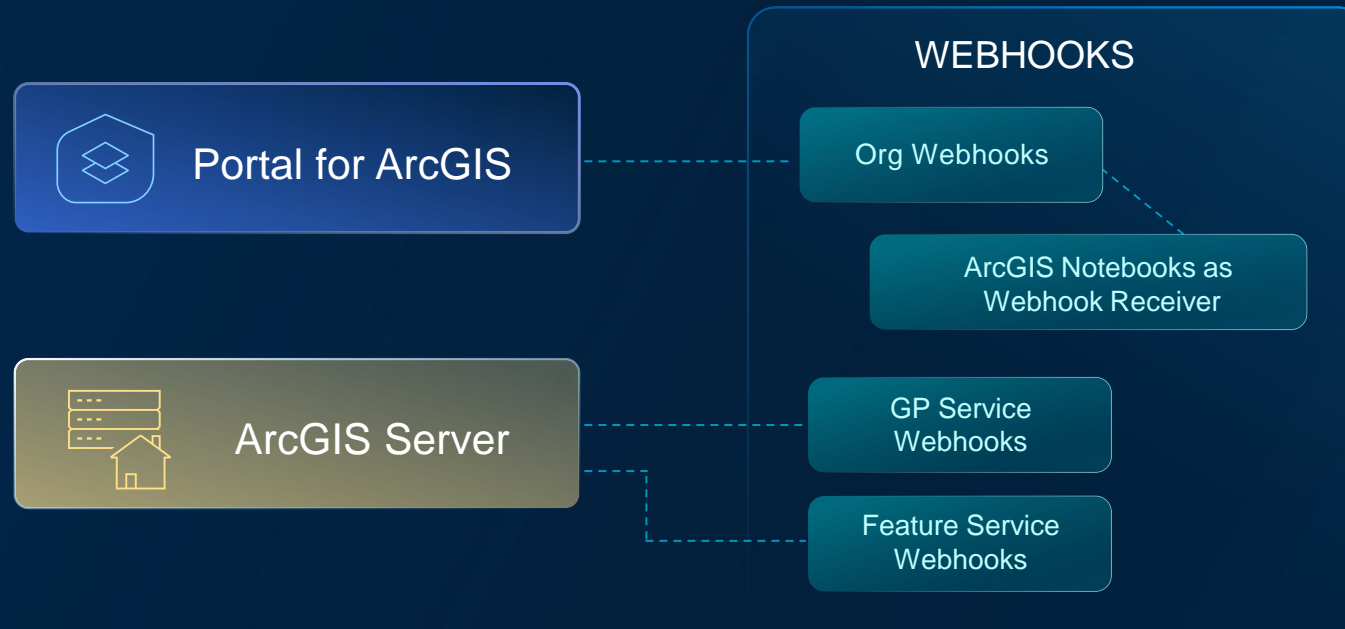 WEBHOOKS
Portal for ArcGIS
Org Webhooks
ArcGIS Notebooks as
Webhook Receiver
ArcGIS Server
GP Service
Webhooks
Feature Service
Webhooks